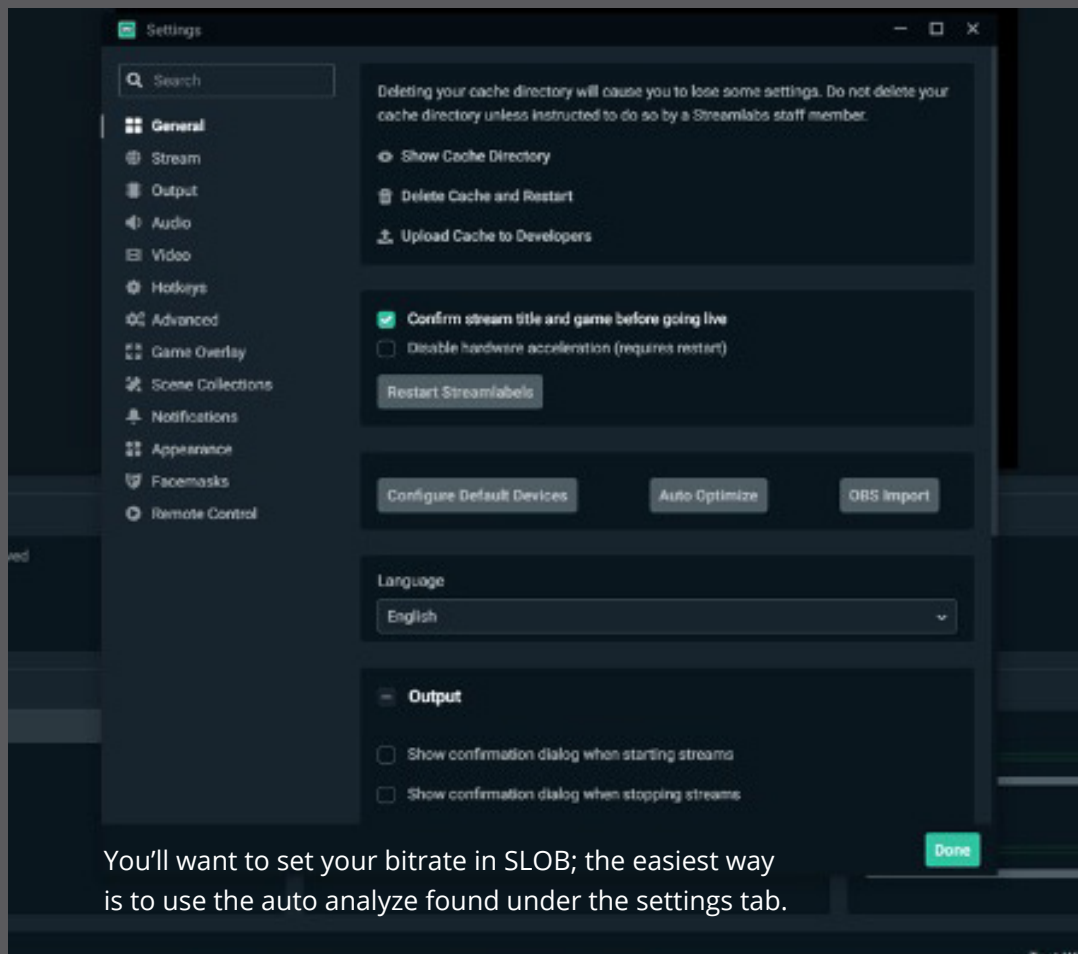 Settings
Search
General
Stream
Output
Audio
Video
Hotkeys
Advanced
Game Overlay
Scene Collections
Notifications
Appearance
Facemasks
Remote Control
Deleting your cache directory will cause you to lose some settings. Do not delete your
cache directory unless instructed to do so by a Streamlabs staff member.
Show Cache Directory
Delete Cache and Restart
Upload Cache to Developers
Confirm stream title and game before going live
Disable hardware acceleration (requires restart)
Restart Streamlabels
Configure Default Devices Auto Optimize OBS Import
Language
English
Output
Show confirmation dialog when starting streams
Show confirmation dialog when stopping streams
Done
You’ll want to set your bitrate in SLOB; the easiest way
is to use the auto analyze found under the settings tab.